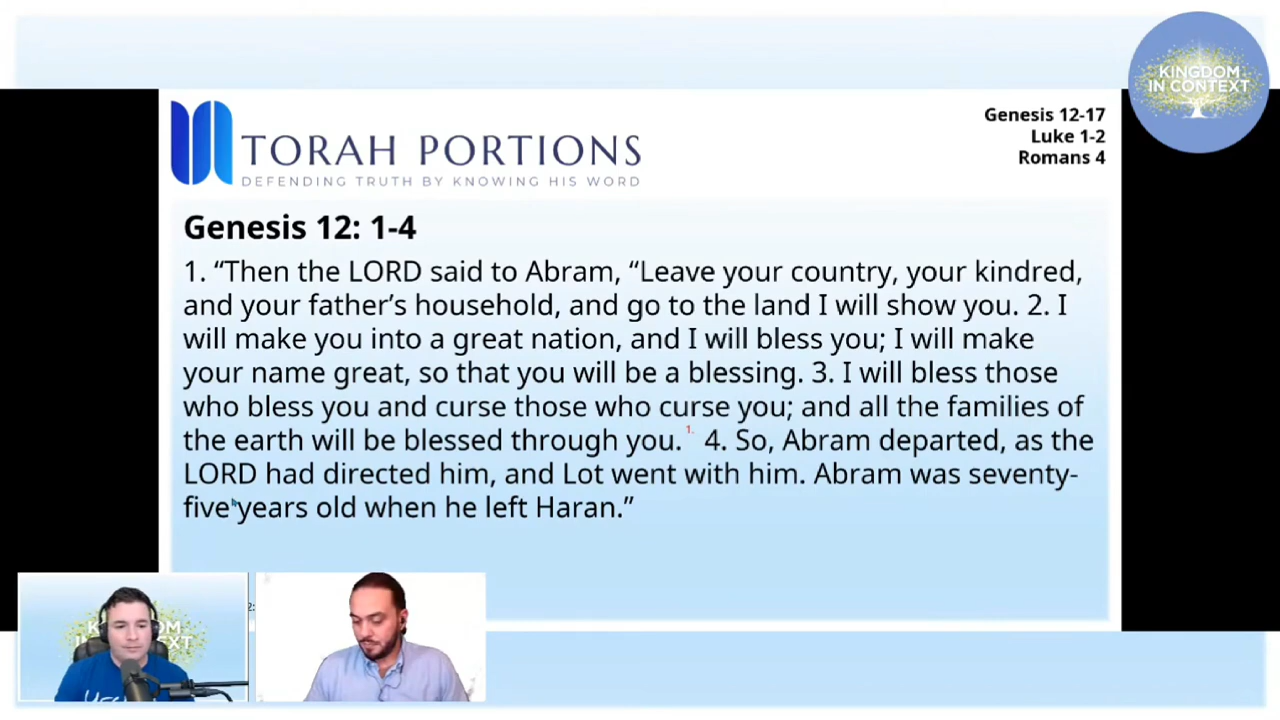 KINGDOM
IN CONTEXT
Genesis 12-17
Luke 1-2
Romans 4
TORAH PORTIONS
DEFENDING TRUTH BY KNOWING HIS WORD
Genesis 12: 1-4
1. “Then the LORD said to Abram, “Leave your country, your kindred,
and your father’s household, and go to the land I will show you. 2. I
will make you into a great nation, and I will bless you; I will make
your name great, so that you will be a blessing. 3. I will bless those
who bless you and curse those who curse you; and all the families of
the earth will be blessed through you. 1. 4. So, Abram departed, as the
LORD had directed him, and Lot went with him. Abram was seventy-
five years old when he left Haran.”
2: